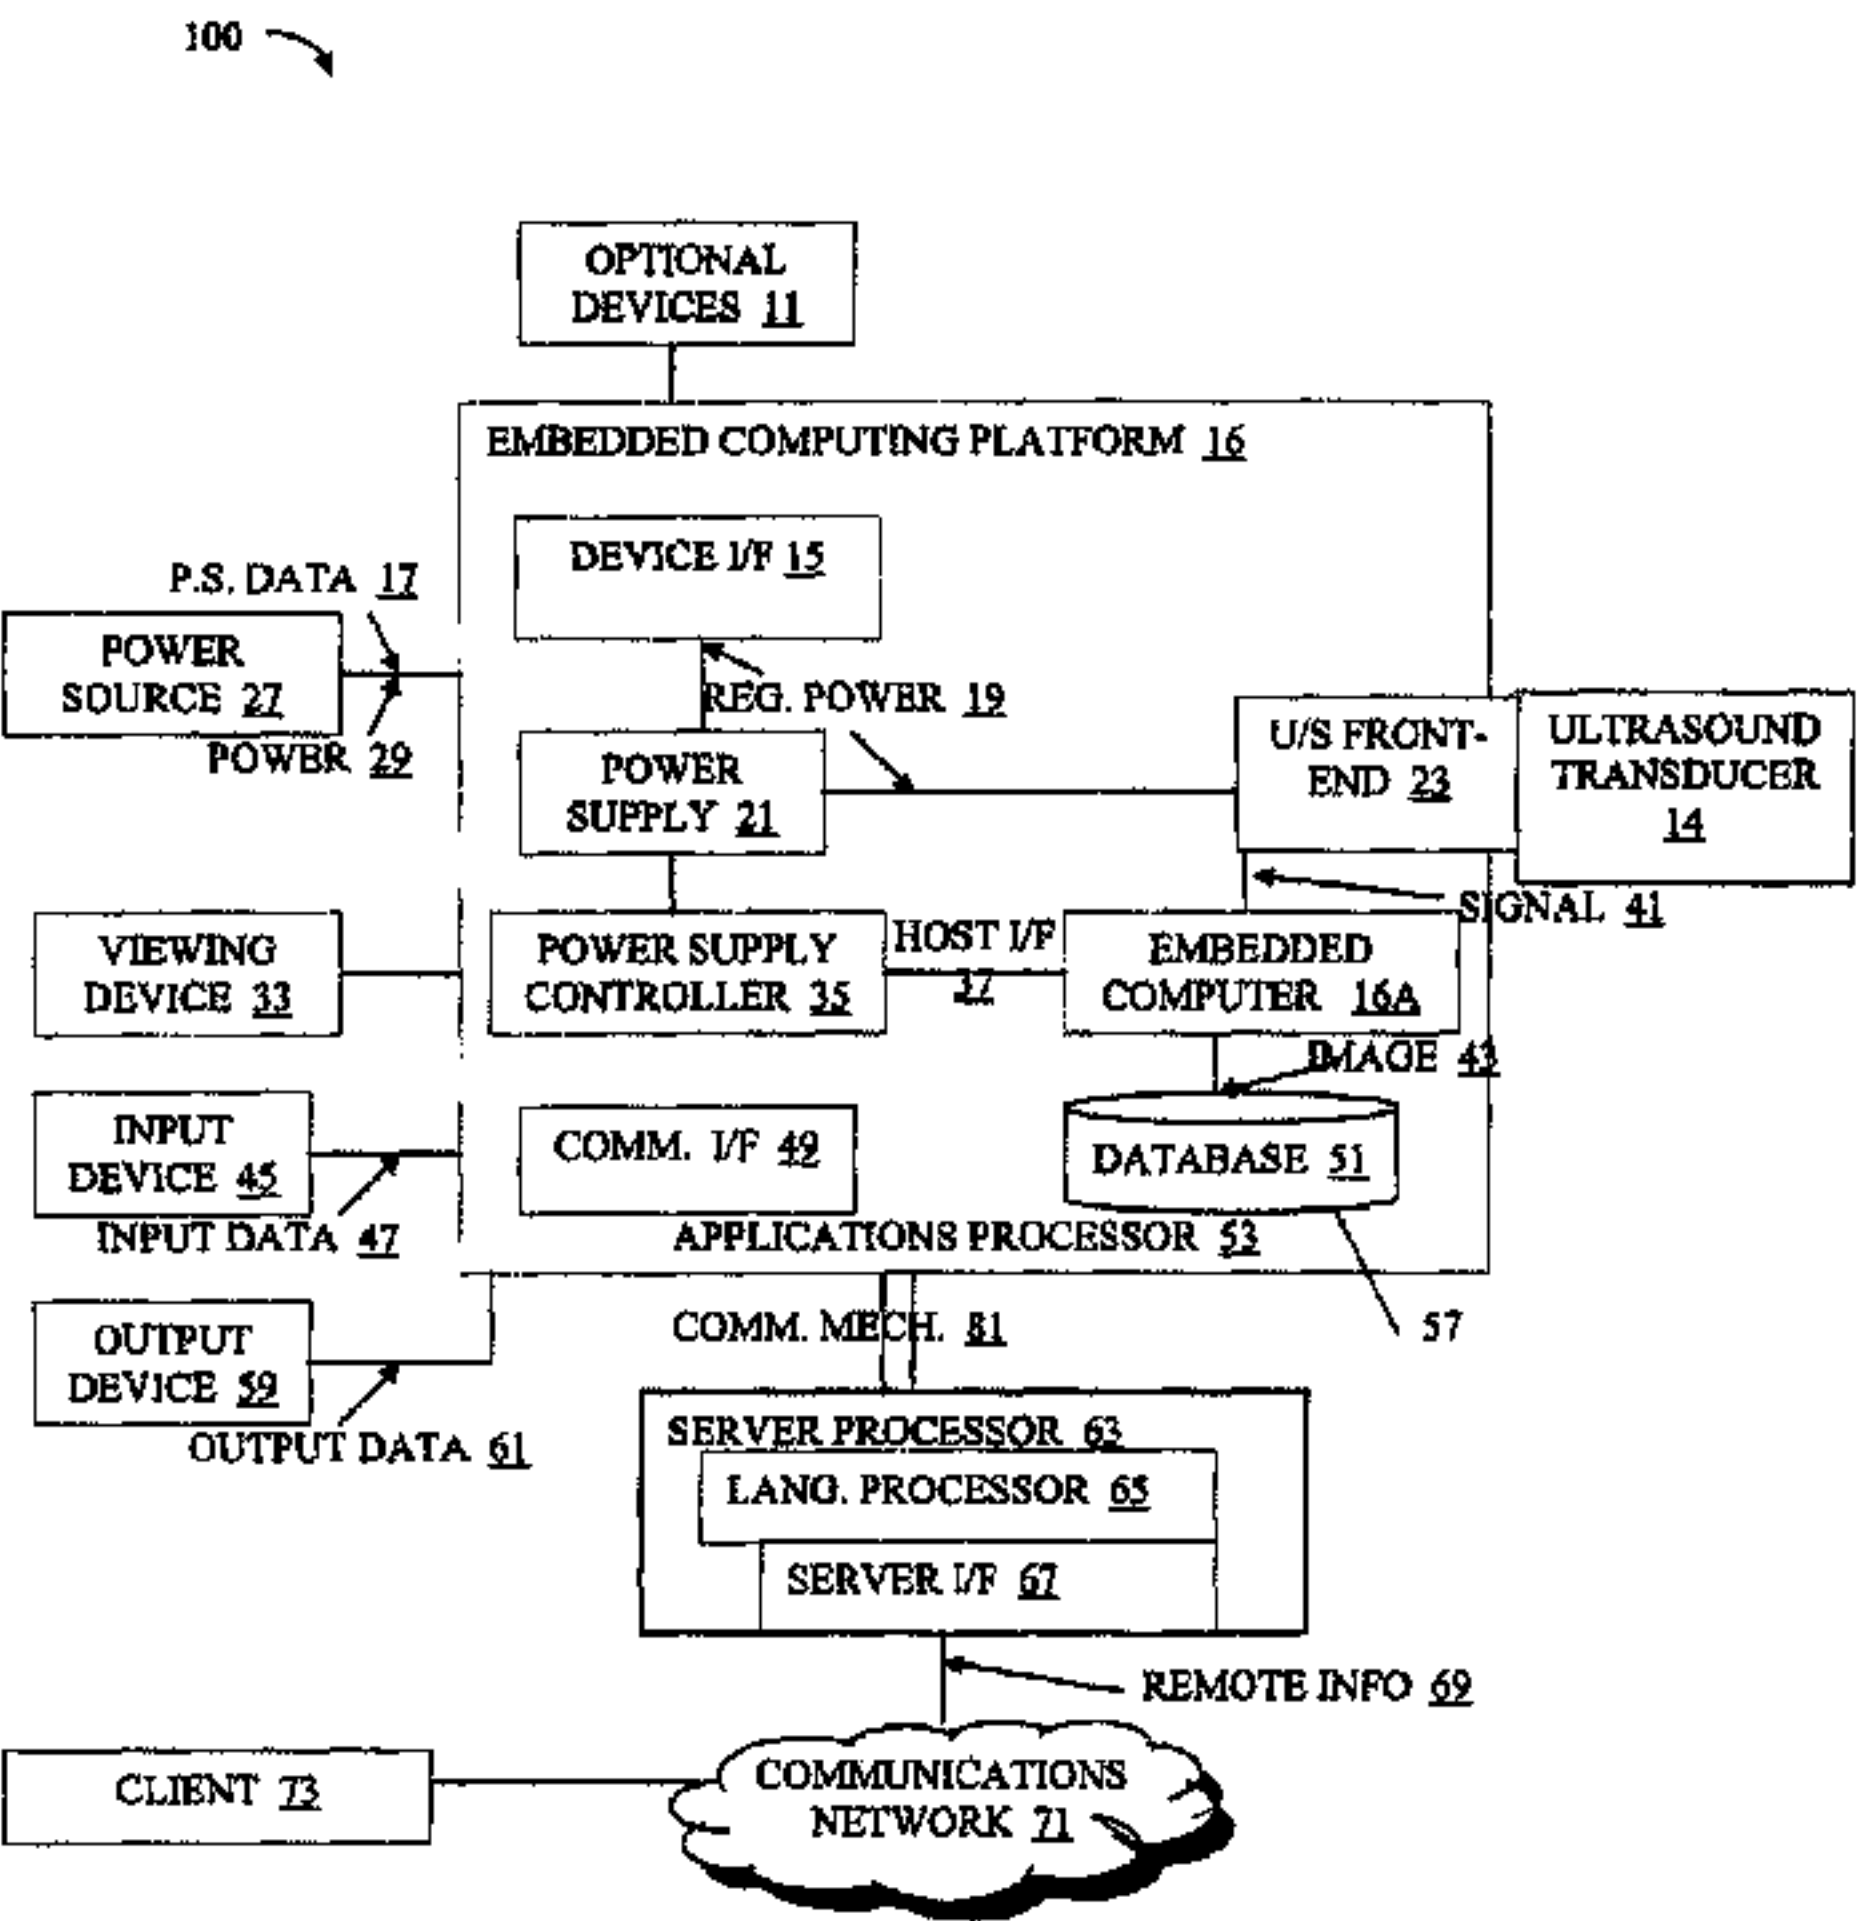 100
OPTIONAL
DEVICES 11
EMBEDDED COMPUTING PLATFORM 16
DEVICE I/F 15
P.S. DATA 17
POWER
SOURCE 27
POWER 29
REG. POWER 19
POWER
SUPPLY 21
U/S FRONT-
END 23
ULTRASOUND
TRANSDUCER
14
SIGNAL 41
VIEWING
DEVICE 33
POWER SUPPLY
CONTROLLER 35
HOST I/F
37
EMBEDDED
COMPUTER 16A
IMAGE 43
INPUT
DEVICE 45
INPUT DATA 47
COMM. I/F 49
DATABASE 51
APPLICATIONS PROCESSOR 53
57
OUTPUT
DEVICE 59
OUTPUT DATA 61
COMM. MECH. 81
SERVER PROCESSOR 63
LANG. PROCESSOR 65
SERVER I/F 67
REMOTE INFO 69
CLIENT 73
COMMUNICATIONS
NETWORK 71